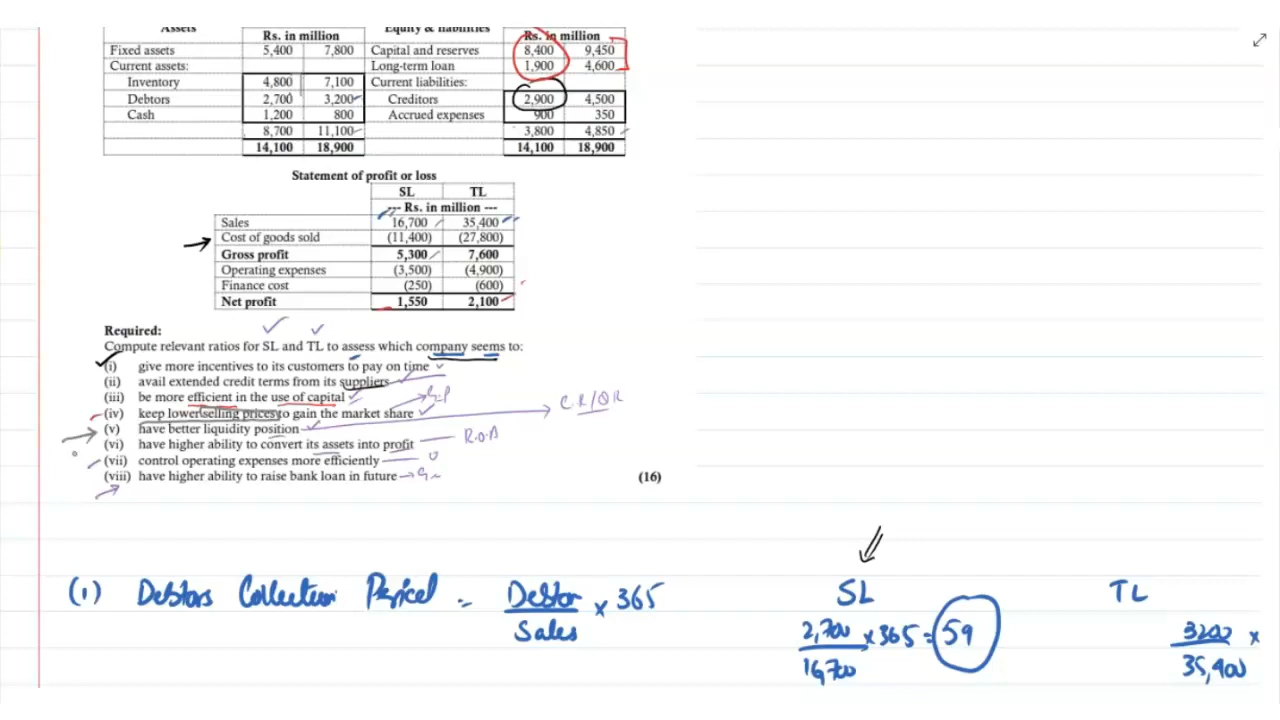 Assets Equity & liabilities
Rs. in million Rs. in million
Fixed assets 5,400 7,800 Capital and reserves 8,400 9,450
Current assets: Long-term loan 1,900 4,600
Inventory 4,800 7,100 Current liabilities:
Debtors 2,700 3,200 Creditors 2,900 4,500
Cash 1,200 800 Accrued expenses 900 350
8,700 11,100 3,800 4,850
14,100 18,900 14,100 18,900
Statement of profit or loss
SL TL
--- Rs. in million ---
Sales 16,700 35,400
Cost of goods sold (11,400) (27,800)
Gross profit 5,300 7,600
Operating expenses (3,500) (4,900)
Finance cost (250) (600)
Net profit 1,550 2,100
Required:
Compute relevant ratios for SL and TL to assess which company seems to:
(i) give more incentives to its customers to pay on time
(ii) avail extended credit terms from its suppliers
(iii) be more efficient in the use of capital
(iv) keep lower selling prices to gain the market share G.P
(v) have better liquidity position C.R/QR
(vi) have higher ability to convert its assets into profit R.O.A
(vii) control operating expenses more efficiently
(viii) have higher ability to raise bank loan in future
(16)
SL TL
(1) Debtors Collection Period = Debtor × 365 2,700 × 365 = 59 3200 ×
Sales 16,700 35,400